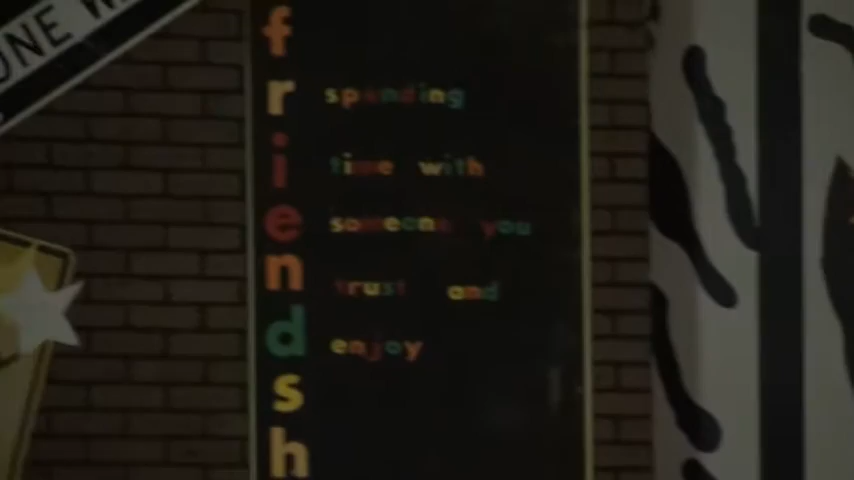 ONE W
friendsh
spending
time with
someone you
trust and
enjoy